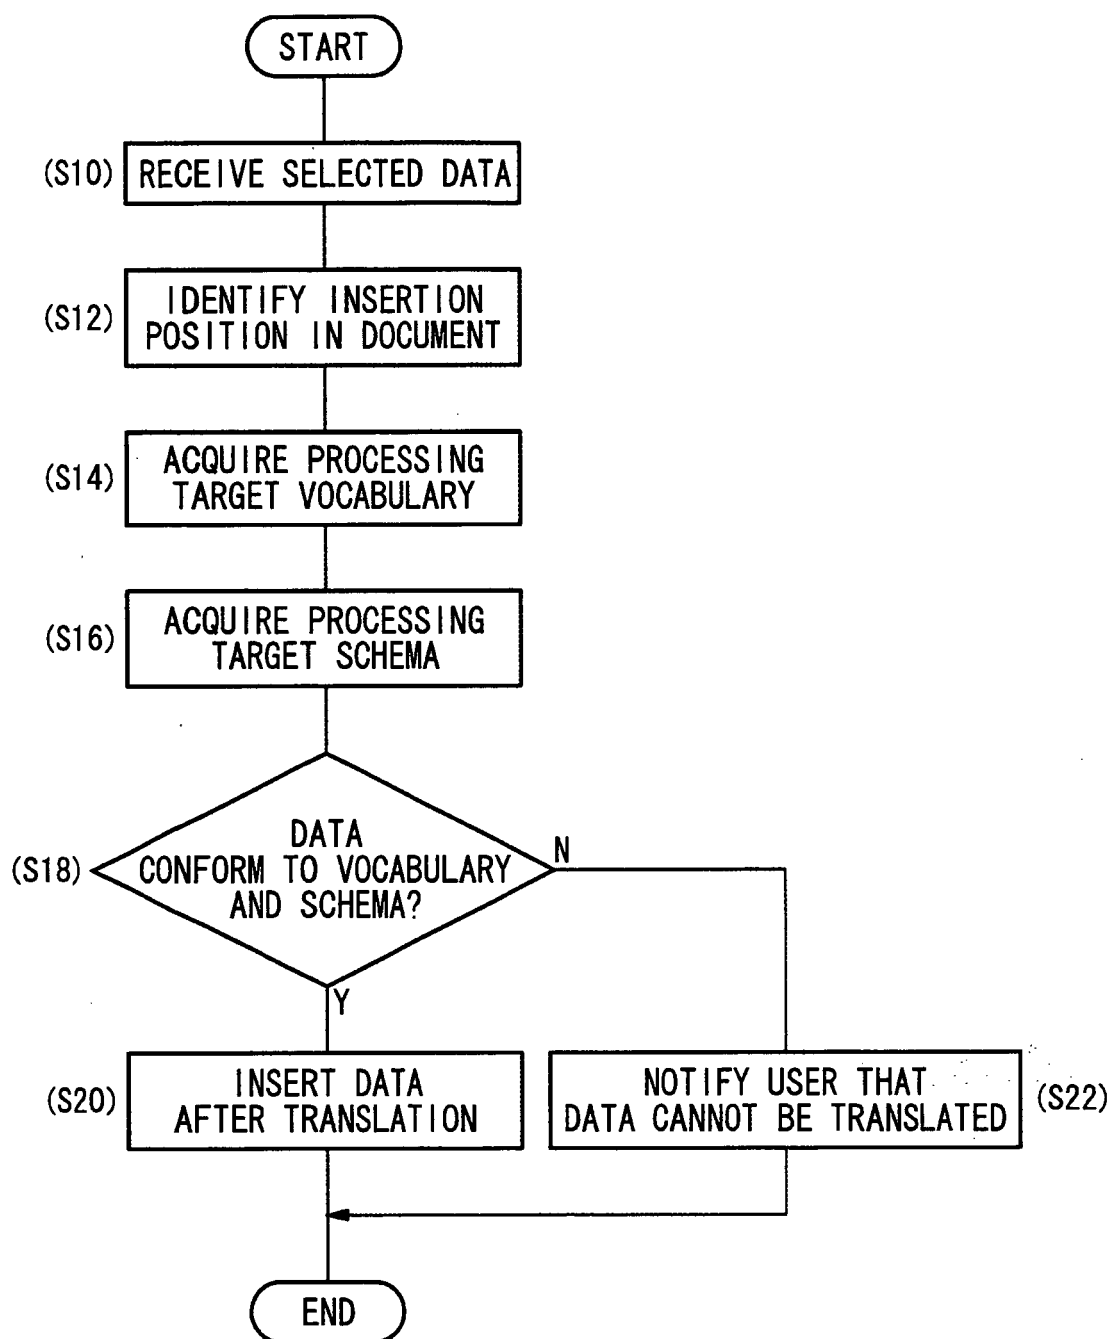 START
(S10)
RECEIVE SELECTED DATA
(S12)
IDENTIFY INSERTION
POSITION IN DOCUMENT
(S14)
ACQUIRE PROCESSING
TARGET VOCABULARY
(S16)
ACQUIRE PROCESSING
TARGET SCHEMA
(S18)
DATA
CONFORM TO VOCABULARY
AND SCHEMA?
N
Y
(S20)
INSERT DATA
AFTER TRANSLATION
NOTIFY USER THAT
DATA CANNOT BE TRANSLATED
(S22)
END